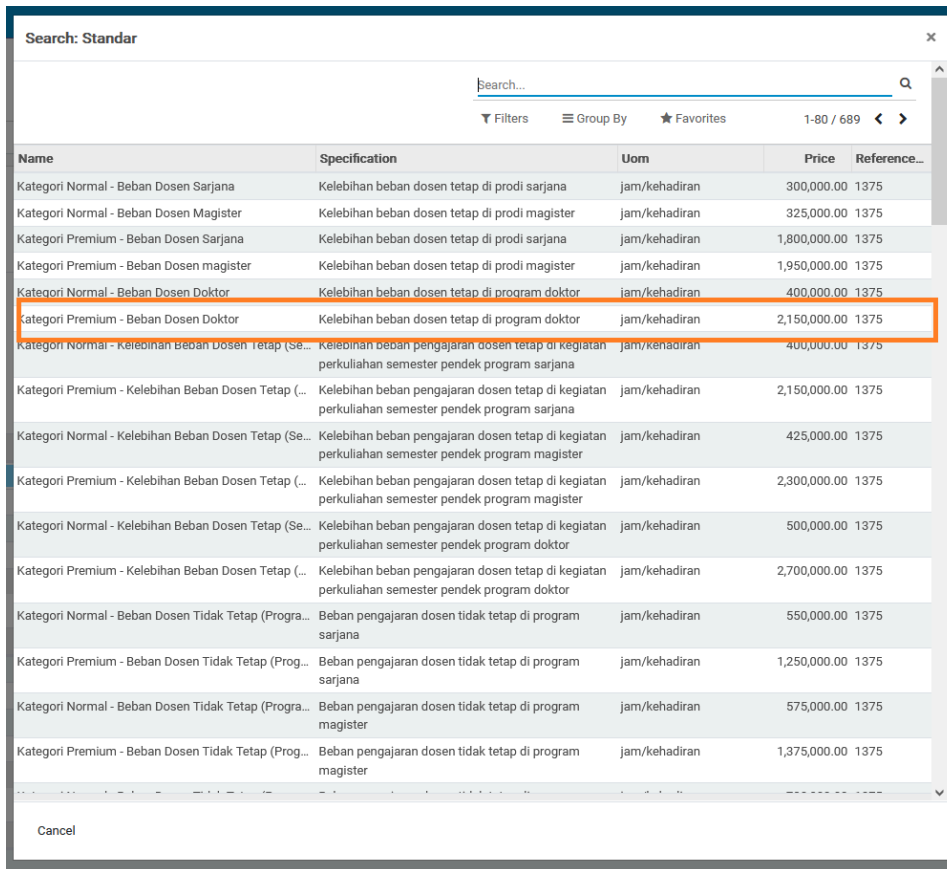 Search: Standar ×
Search...
Filters Group By Favorites 1-80 / 689
Name Specification Uom Price Reference...
Kategori Normal - Beban Dosen Sarjana Kelebihan beban dosen tetap di prodi sarjana jam/kehadiran 300,000.00 1375
Kategori Normal - Beban Dosen Magister Kelebihan beban dosen tetap di prodi magister jam/kehadiran 325,000.00 1375
Kategori Premium - Beban Dosen Sarjana Kelebihan beban dosen tetap di prodi sarjana jam/kehadiran 1,800,000.00 1375
Kategori Premium - Beban Dosen magister Kelebihan beban dosen tetap di prodi magister jam/kehadiran 1,950,000.00 1375
Kategori Normal - Beban Dosen Doktor Kelebihan beban dosen tetap di program doktor jam/kehadiran 400,000.00 1375
Kategori Premium - Beban Dosen Doktor Kelebihan beban dosen tetap di program doktor jam/kehadiran 2,150,000.00 1375
Kategori Normal - Kelebihan Beban Dosen Tetap (Se... Kelebihan beban pengajaran dosen tetap di kegiatan jam/kehadiran 400,000.00 1375
perkuliahan semester pendek program sarjana
Kategori Premium - Kelebihan Beban Dosen Tetap (... Kelebihan beban pengajaran dosen tetap di kegiatan jam/kehadiran 2,150,000.00 1375
perkuliahan semester pendek program sarjana
Kategori Normal - Kelebihan Beban Dosen Tetap (Se... Kelebihan beban pengajaran dosen tetap di kegiatan jam/kehadiran 425,000.00 1375
perkuliahan semester pendek program magister
Kategori Premium - Kelebihan Beban Dosen Tetap (... Kelebihan beban pengajaran dosen tetap di kegiatan jam/kehadiran 2,300,000.00 1375
perkuliahan semester pendek program magister
Kategori Normal - Kelebihan Beban Dosen Tetap (Se... Kelebihan beban pengajaran dosen tetap di kegiatan jam/kehadiran 500,000.00 1375
perkuliahan semester pendek program doktor
Kategori Premium - Kelebihan Beban Dosen Tetap (... Kelebihan beban pengajaran dosen tetap di kegiatan jam/kehadiran 2,700,000.00 1375
perkuliahan semester pendek program doktor
Kategori Normal - Beban Dosen Tidak Tetap (Progra... Beban pengajaran dosen tidak tetap di program jam/kehadiran 550,000.00 1375
sarjana
Kategori Premium - Beban Dosen Tidak Tetap (Prog... Beban pengajaran dosen tidak tetap di program jam/kehadiran 1,250,000.00 1375
sarjana
Kategori Normal - Beban Dosen Tidak Tetap (Progra... Beban pengajaran dosen tidak tetap di program jam/kehadiran 575,000.00 1375
magister
Kategori Premium - Beban Dosen Tidak Tetap (Prog... Beban pengajaran dosen tidak tetap di program jam/kehadiran 1,375,000.00 1375
magister
Cancel